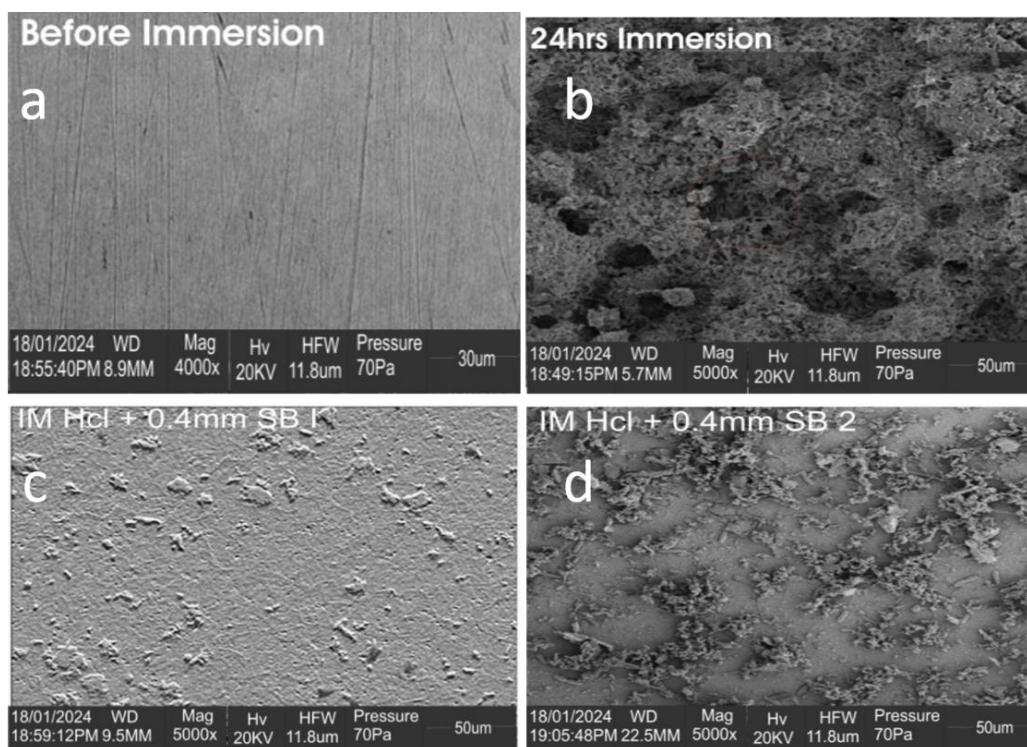 Before Immersion
a
18/01/2024 WD Mag Hv HFW Pressure 30um
18:55:40PM 8.9MM 4000x 20KV 11.8um 70Pa
24hrs Immersion
b
18/01/2024 WD Mag Hv HFW Pressure 50um
18:49:15PM 5.7MM 5000x 20KV 11.8um 70Pa
IM Hcl + 0.4mm SB I
c
18/01/2024 WD Mag Hv HFW Pressure 50um
18:59:12PM 9.5MM 5000x 20KV 11.8um 70Pa
IM Hcl + 0.4mm SB 2
d
18/01/2024 WD Mag Hv HFW Pressure 50um
19:05:48PM 22.5MM 5000x 20KV 11.8um 70Pa